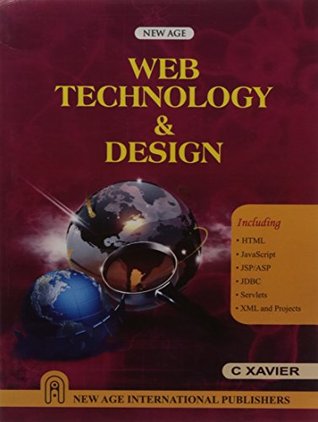 NEW AGE
WEB
TECHNOLOGY
&
DESIGN
Including
• HTML
• JavaScript
• JSP/ASP
• JDBC
• Servlets
• XML and Projects
C XAVIER
NEW AGE INTERNATIONAL PUBLISHERS